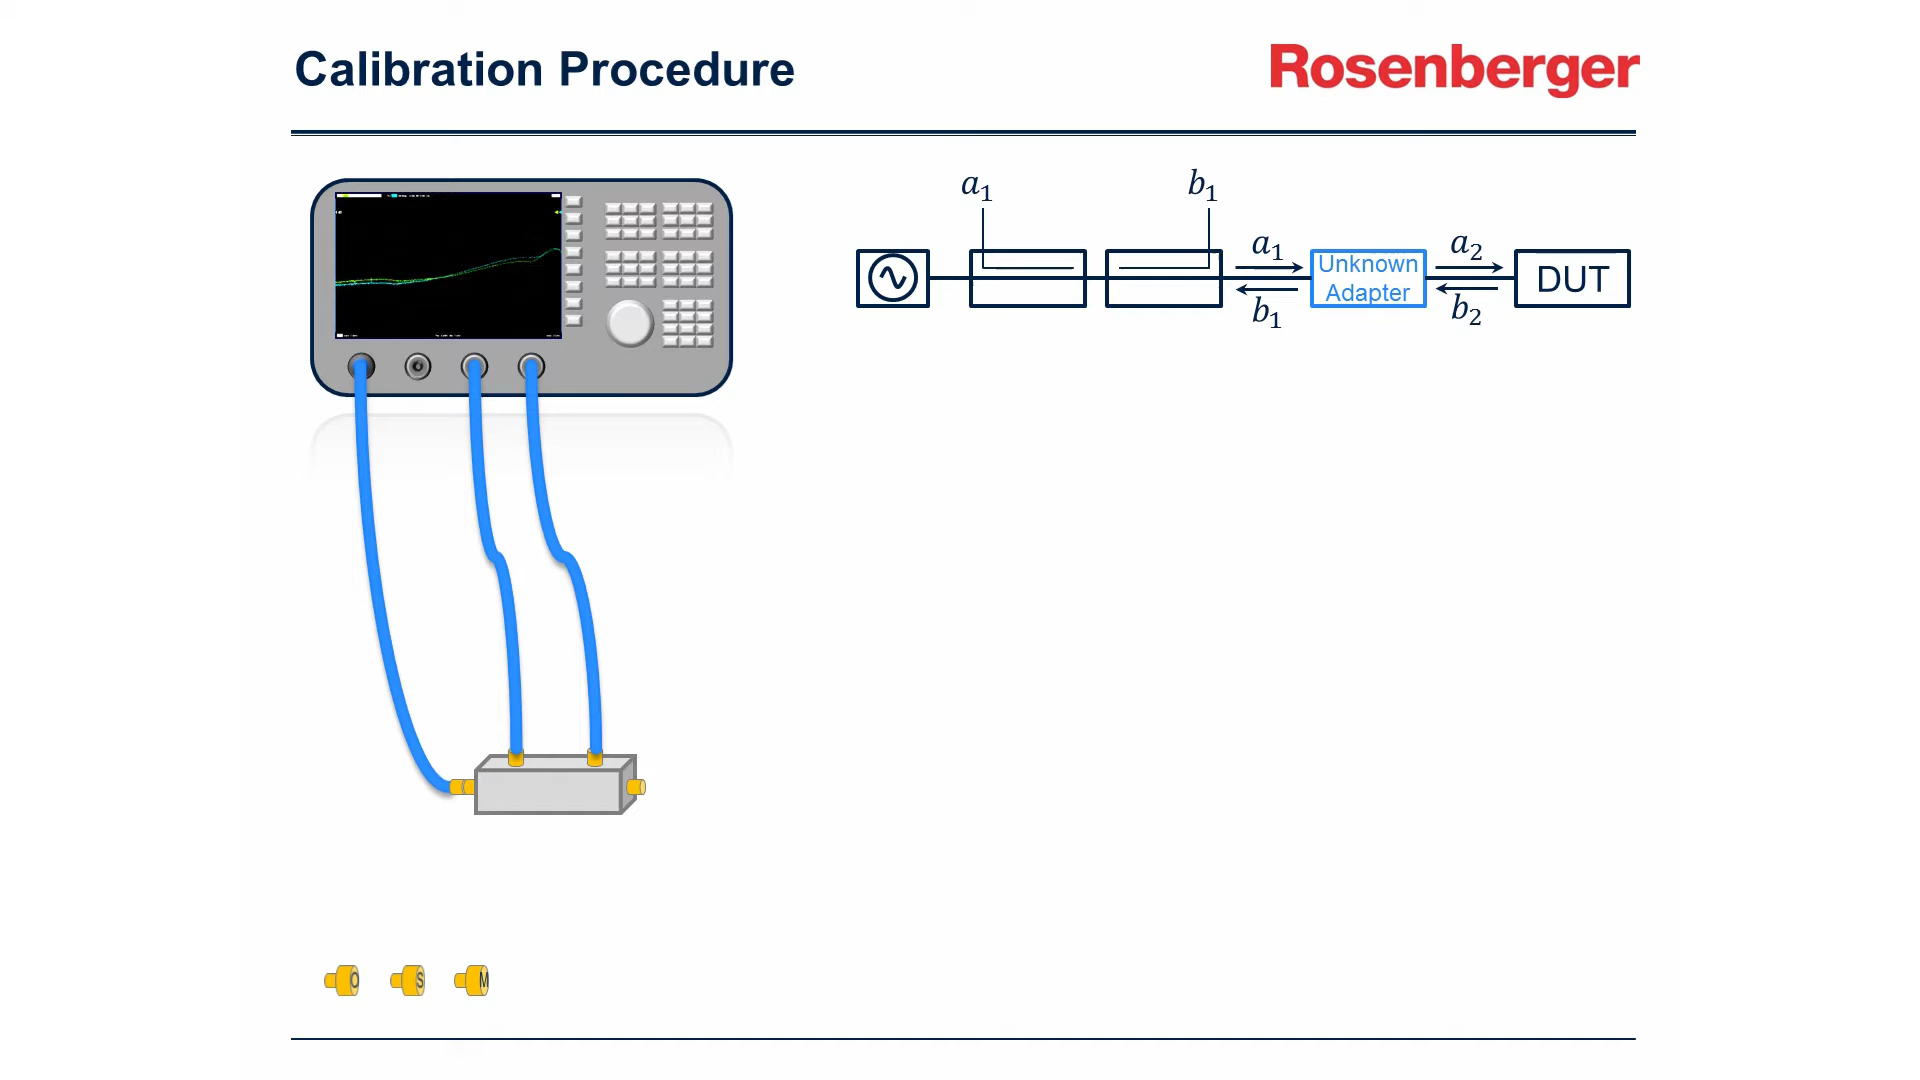 Calibration Procedure
Rosenberger
a₁
b₁
a₁
b₁
Unknown
Adapter
a₂
b₂
DUT
O
S
M